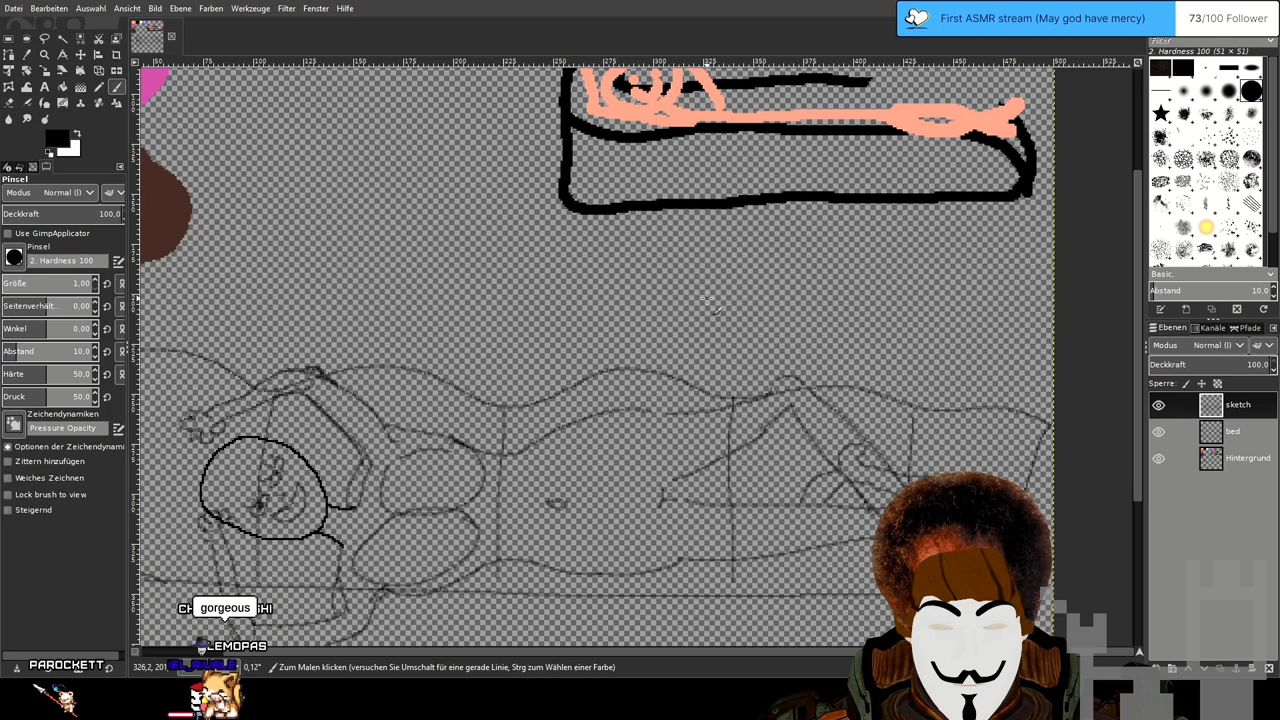 Datei Bearbeiten Auswahl Ansicht Bild Ebene Farben Werkzeuge Filter Fenster Hilfe
First ASMR stream (May god have mercy) 73/100 Follower
Filter
2. Hardness 100 (51 × 51)
Pinsel
Modus Normal (l)
Deckkraft 100,0
Use GimpApplicator
Pinsel
2. Hardness 100
Größe 1,00
Seitenverhält... 0,00
Winkel 0,00
Abstand 10,0
Härte 50,0
Druck 50,0
Zeichendynamiken
Pressure Opacity
Optionen der Zeichendynami
Zittern hinzufügen
Weiches Zeichnen
Lock brush to view
Steigernd
Basic,
Abstand 10,0
Ebenen Kanäle Pfade
Modus Normal (l)
Deckkraft 100,0
Sperre:
sketch
bed
Hintergrund
gorgeous
LEMOPAS
PAROCKETT
IEL_RIVALE
Zum Malen klicken (versuchen Sie Umschalt für eine gerade Linie, Strg zum Wählen einer Farbe)